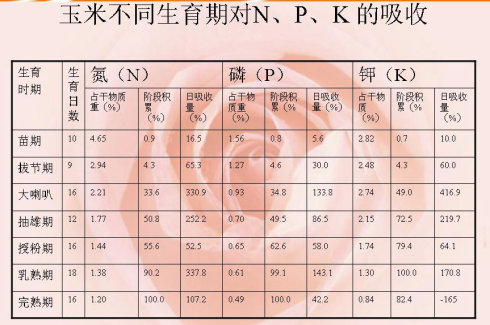 玉米不同生育期对N、P、K 的吸收
生育时期 生育日数 氮（N） 磷（P） 钾（K）
占干物质重（%） 阶段积累（%） 日吸收量（%） 占干物质重（%） 阶段积累（%） 日吸收量（%） 占干物质（%） 阶段积累（%） 日吸收量（%）
苗期 10 4.65 0.9 16.5 1.56 0.8 5.6 2.82 0.7 10.0
拔节期 9 2.94 4.3 65.3 1.27 4.6 30.0 2.48 4.3 60.0
大喇叭 16 2.21 33.6 330.9 0.93 34.8 133.8 2.74 49.0 416.9
抽雄期 12 1.77 50.8 252.2 0.70 49.5 86.5 2.15 72.5 219.7
授粉期 16 1.44 55.6 52.5 0.65 62.6 58.0 1.74 79.4 64.1
乳熟期 18 1.38 90.2 337.8 0.61 99.1 143.1 1.30 100.0 170.8
完熟期 16 1.20 100.0 107.2 0.49 100.0 42.2 0.84 82.4 -165